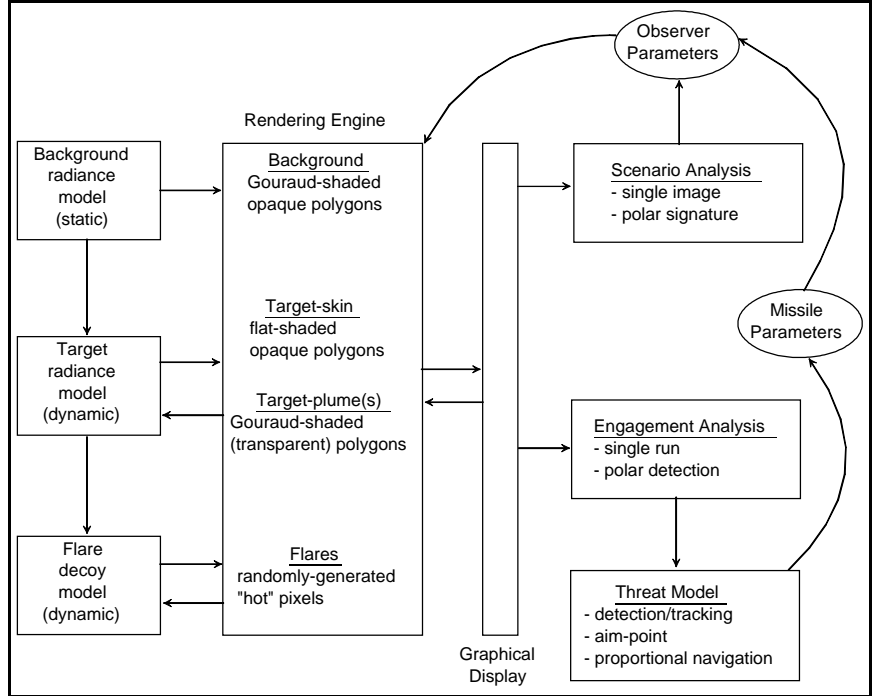 Observer
Parameters
Rendering Engine
Background
radiance
model
(static)
Background
Gouraud-shaded
opaque polygons
Scenario Analysis
- single image
- polar signature
Target-skin
flat-shaded
opaque polygons
Missile
Parameters
Target
radiance
model
(dynamic)
Target-plume(s)
Gouraud-shaded
(transparent) polygons
Engagement Analysis
- single run
- polar detection
Flare
decoy
model
(dynamic)
Flares
randomly-generated
"hot" pixels
Threat Model
- detection/tracking
- aim-point
- proportional navigation
Graphical
Display